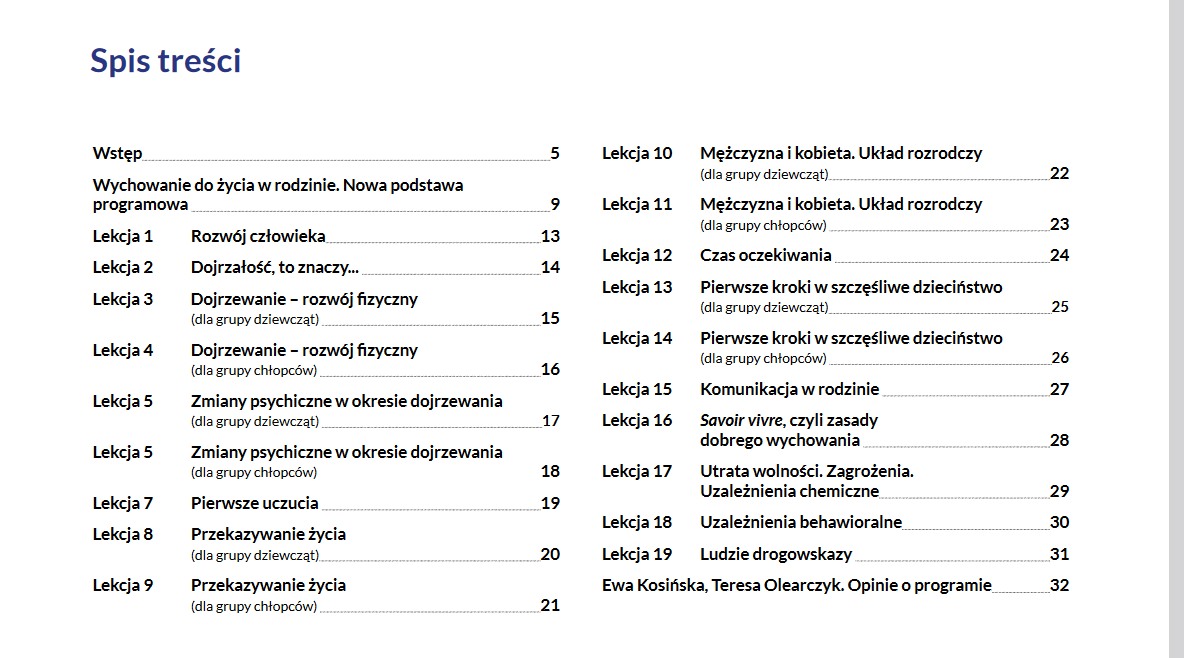 Spis treści
Wstęp 5
Wychowanie do życia w rodzinie. Nowa podstawa
programowa 9
Lekcja 1 Rozwój człowieka 13
Lekcja 2 Dojrzałość, to znaczy... 14
Lekcja 3 Dojrzewanie – rozwój fizyczny
(dla grupy dziewcząt) 15
Lekcja 4 Dojrzewanie – rozwój fizyczny
(dla grupy chłopców) 16
Lekcja 5 Zmiany psychiczne w okresie dojrzewania
(dla grupy dziewcząt) 17
Lekcja 5 Zmiany psychiczne w okresie dojrzewania
(dla grupy chłopców) 18
Lekcja 7 Pierwsze uczucia 19
Lekcja 8 Przekazywanie życia
(dla grupy dziewcząt) 20
Lekcja 9 Przekazywanie życia
(dla grupy chłopców) 21
Lekcja 10 Mężczyzna i kobieta. Układ rozrodczy
(dla grupy dziewcząt) 22
Lekcja 11 Mężczyzna i kobieta. Układ rozrodczy
(dla grupy chłopców) 23
Lekcja 12 Czas oczekiwania 24
Lekcja 13 Pierwsze kroki w szczęśliwe dzieciństwo
(dla grupy dziewcząt) 25
Lekcja 14 Pierwsze kroki w szczęśliwe dzieciństwo
(dla grupy chłopców) 26
Lekcja 15 Komunikacja w rodzinie 27
Lekcja 16 Savoir vivre, czyli zasady
dobrego wychowania 28
Lekcja 17 Utrata wolności. Zagrożenia.
Uzależnienia chemiczne 29
Lekcja 18 Uzależnienia behawioralne 30
Lekcja 19 Ludzie drogowskazy 31
Ewa Kosińska, Teresa Olearczyk. Opinie o programie 32